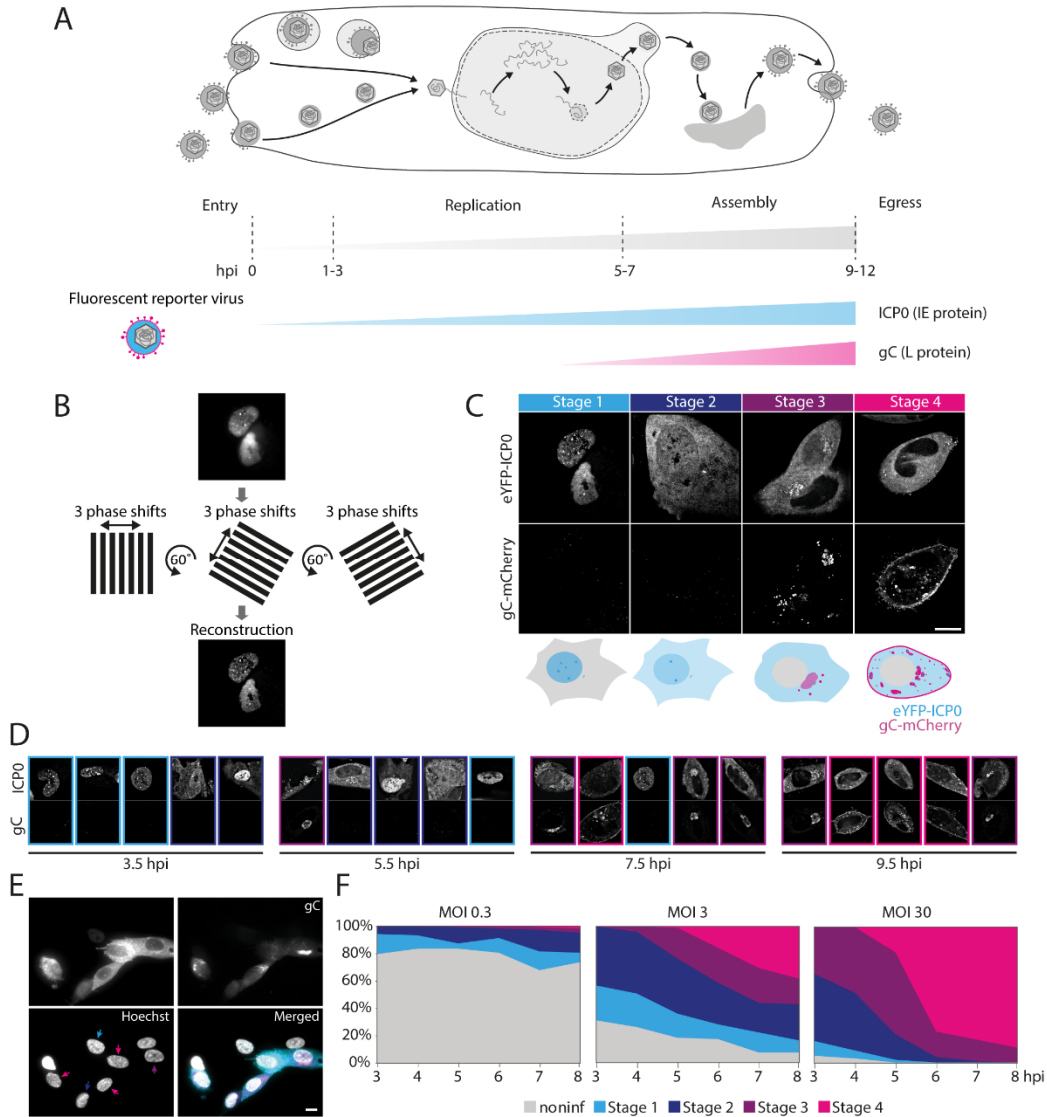 A
Entry
Replication
Assembly
Egress
hpi 0 1-3 5-7 9-12
Fluorescent reporter virus
ICP0 (IE protein)
gC (L protein)
B
3 phase shifts 3 phase shifts 3 phase shifts
60° 60°
Reconstruction
C
Stage 1 Stage 2 Stage 3 Stage 4
eYFP-ICP0
gC-mCherry
eYFP-ICP0
gC-mCherry
D
ICP0
gC
3.5 hpi 5.5 hpi 7.5 hpi 9.5 hpi
E
gC
Hoechst Merged
F
MOI 0.3 MOI 3 MOI 30
100%
80%
60%
40%
20%
0%
3 4 5 6 7 8 3 4 5 6 7 8 3 4 5 6 7 8 hpi
noninf Stage 1 Stage 2 Stage 3 Stage 4